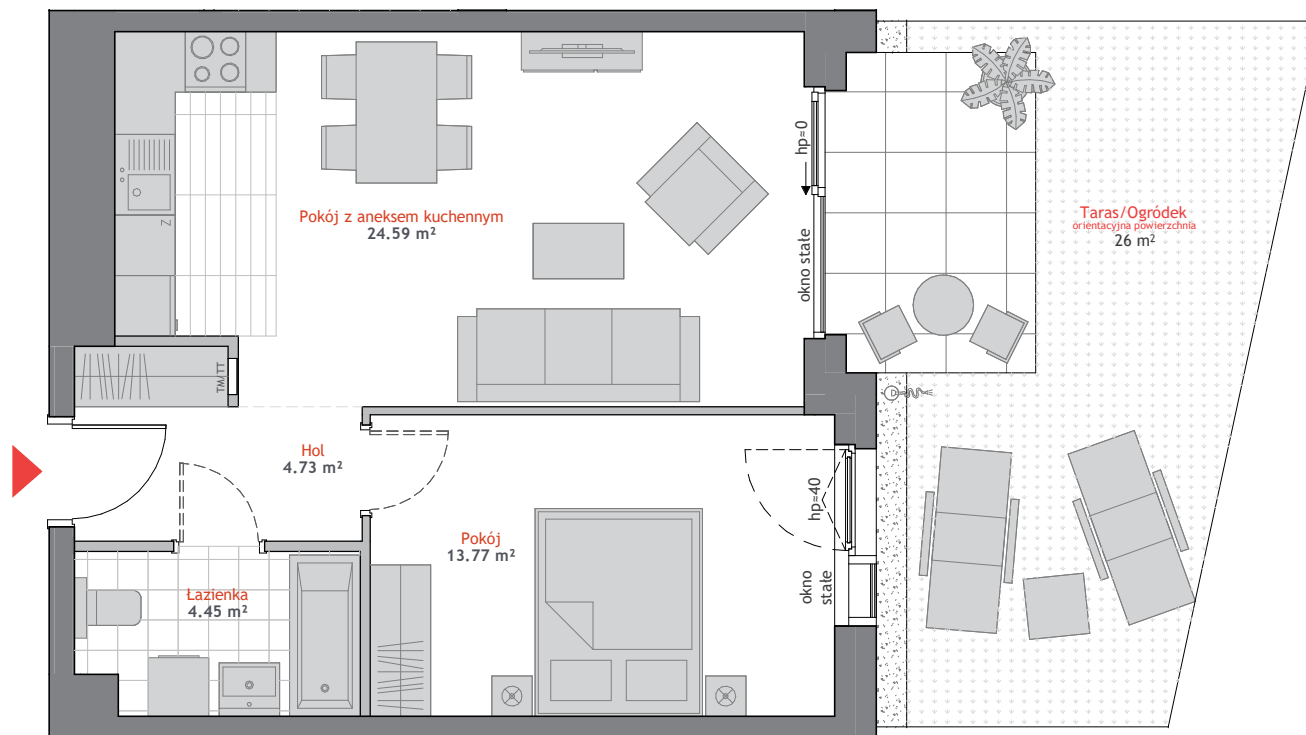 Pokój z aneksem kuchennym
24.59 m²
hp=0
okno stałe
Taras/Ogródek
orientacyjna powierzchnia
26 m²
Z
TM/TT
D
Hol
4.73 m²
Pokój
13.77 m²
hp=40
okno
stałe
Łazienka
4.45 m²